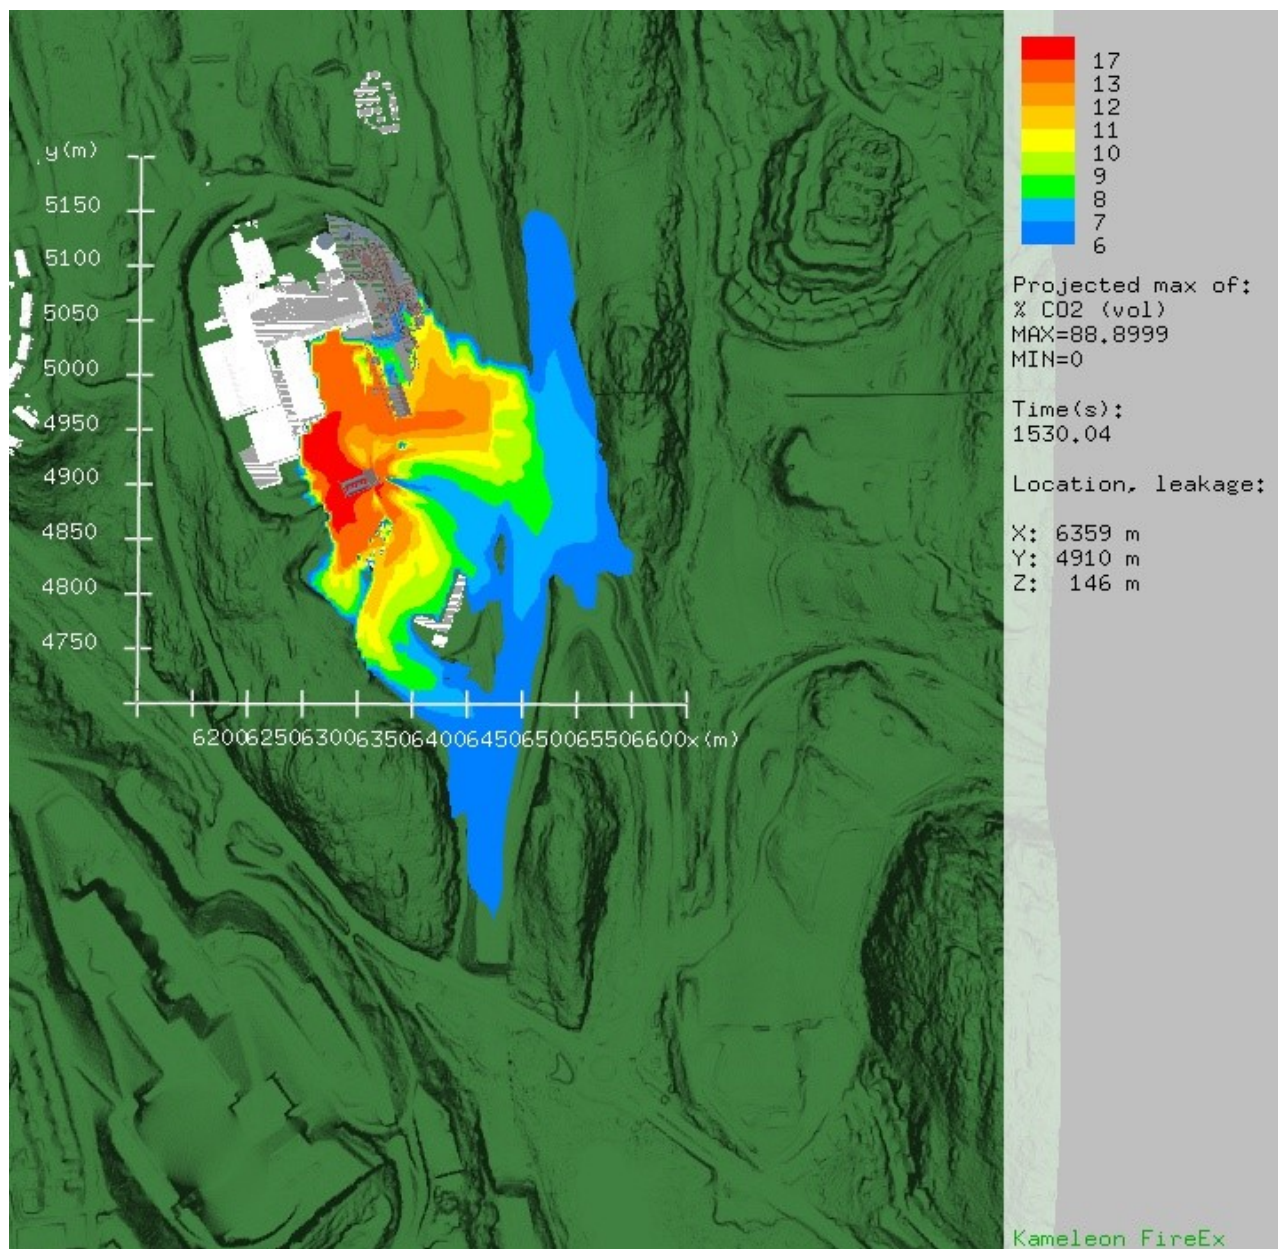 y(m)
5150
5100
5050
5000
4950
4900
4850
4800
4750
620062506300635064006450650065506600x(m)
17
13
12
11
10
9
8
7
6
Projected max of:
% CO2 (vol)
MAX=88.8999
MIN=0
Time(s):
1530.04
Location, leakage:
X: 6359 m
Y: 4910 m
Z: 146 m
Kameleon FireEx